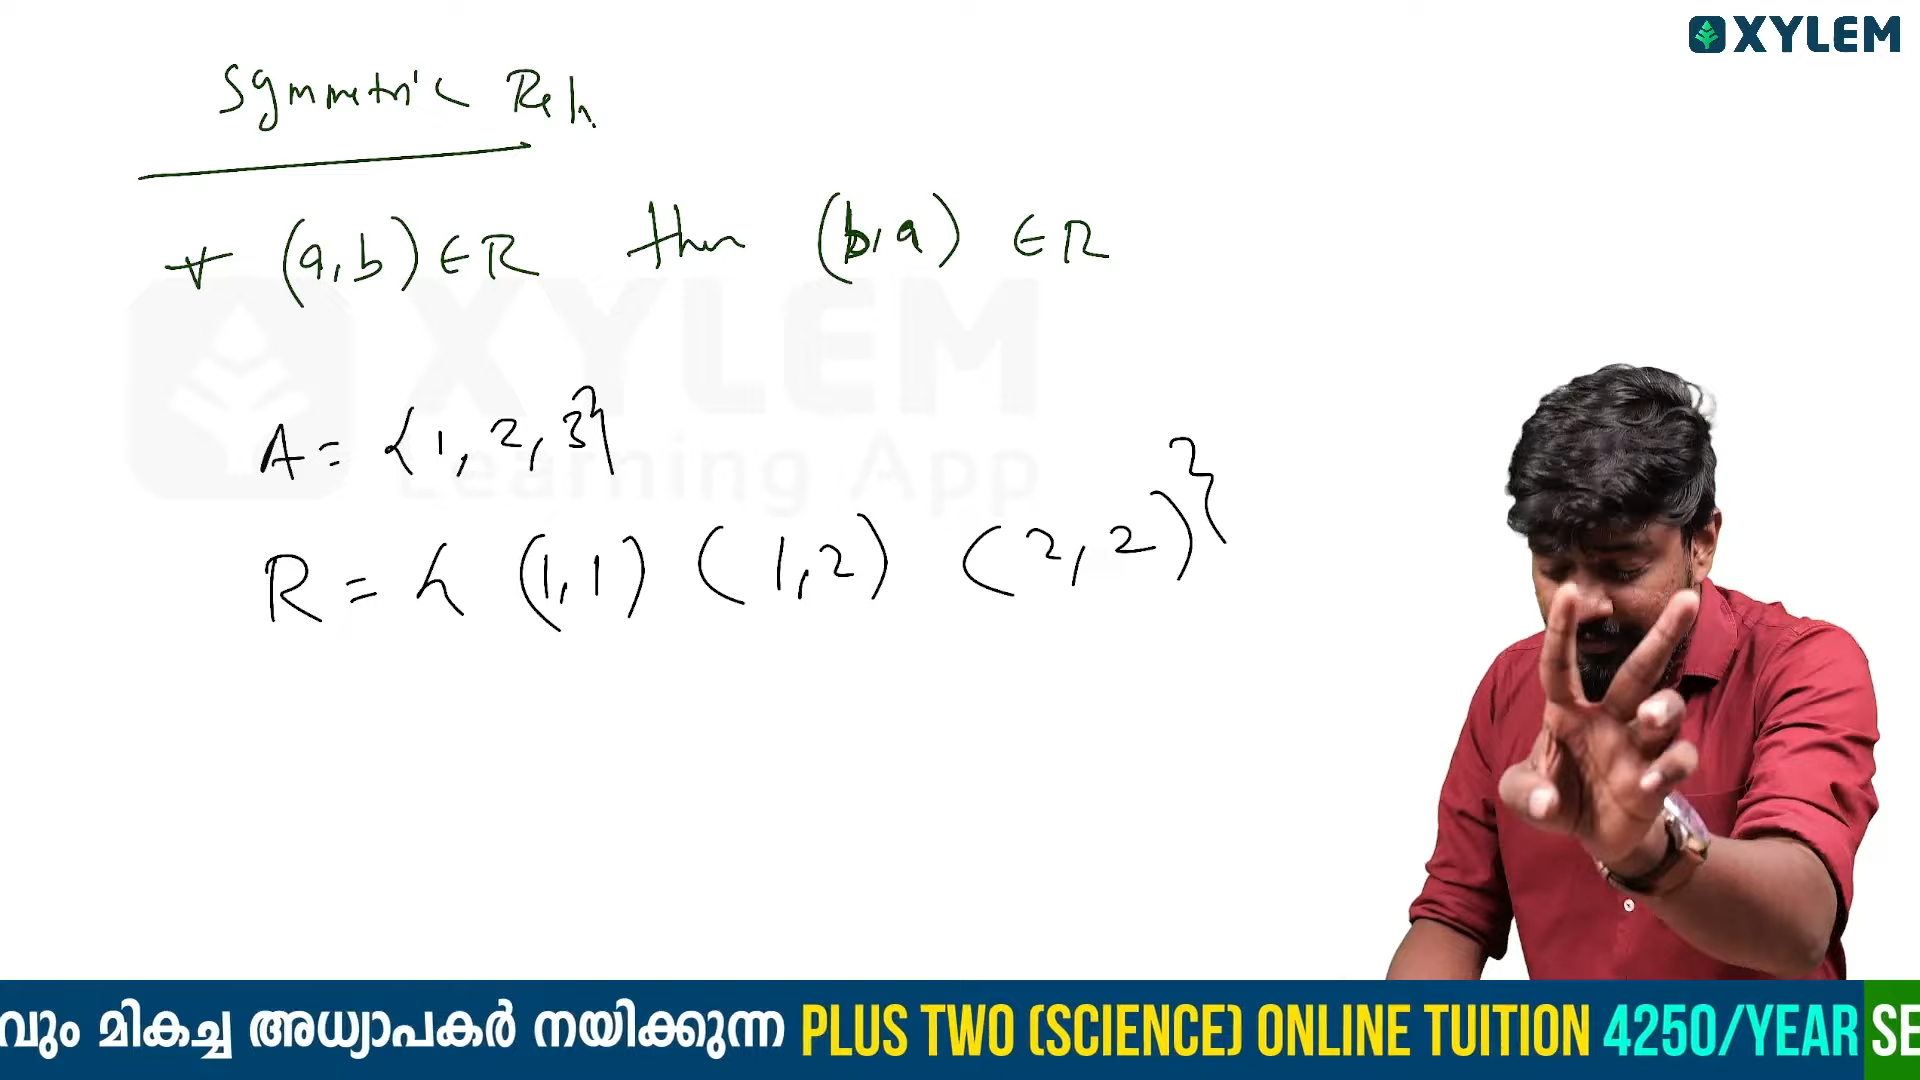 XYLEM
Symmetric Reln.
∀ (a,b) ∈ R then (b,a) ∈ R
XYLEM
Learning App
A = {1, 2, 3}
R = { (1,1) (1,2) (2,2) }
വും മികച്ച അധ്യാപകർ നയിക്കുന്ന PLUS TWO (SCIENCE) ONLINE TUITION 4250/YEAR SE